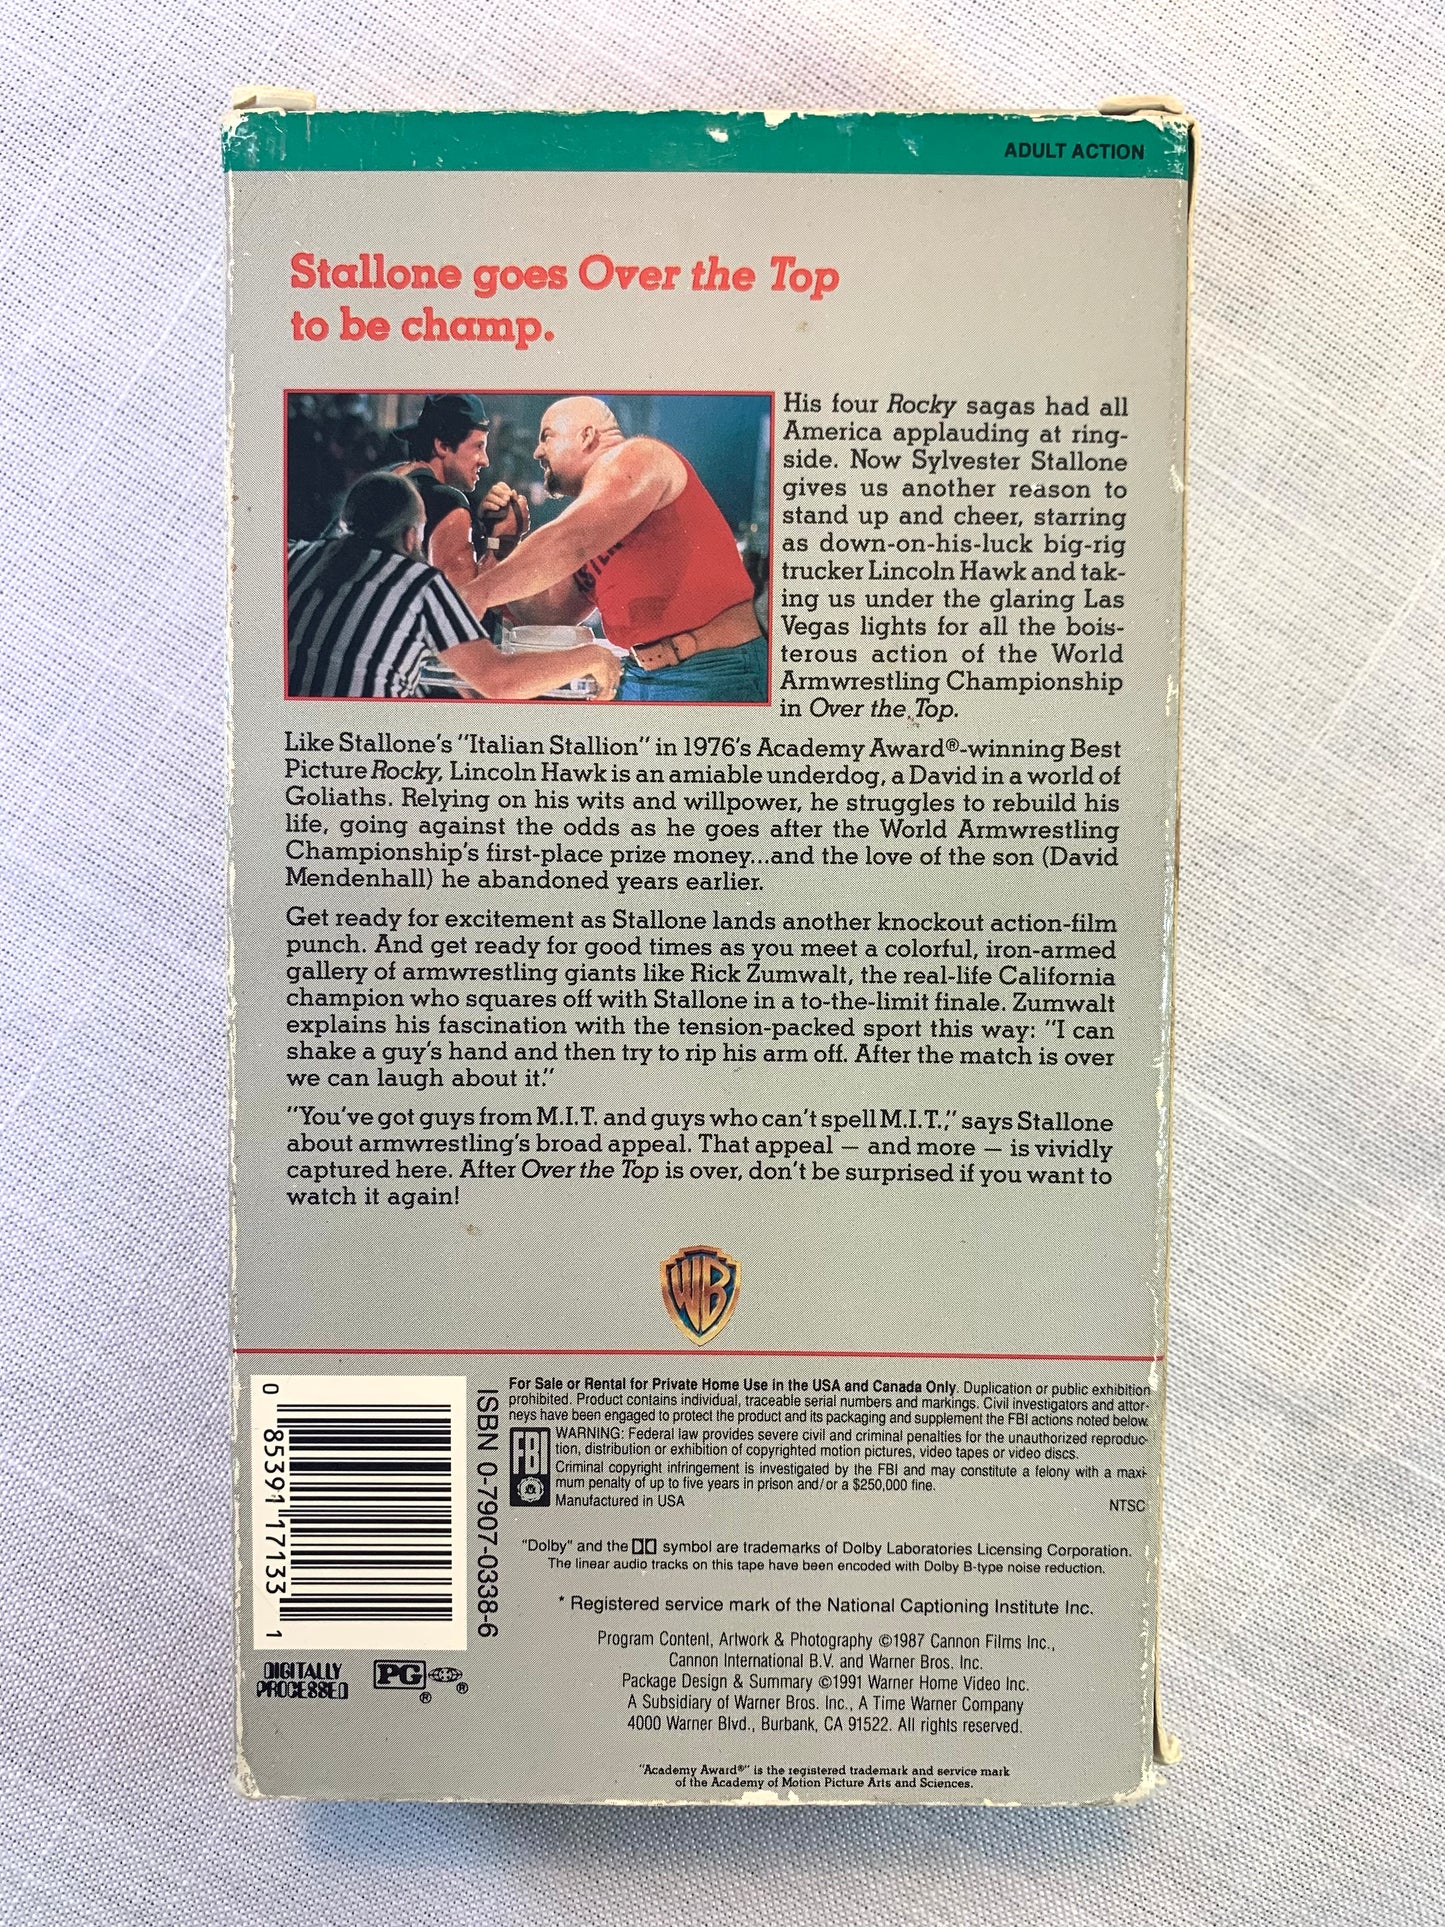 ADULT ACTION
Stallone goes Over the Top
to be champ.
His four Rocky sagas had all
America applauding at ring-
side. Now Sylvester Stallone
gives us another reason to
stand up and cheer, starring
as down-on-his-luck big-rig
trucker Lincoln Hawk and tak-
ing us under the glaring Las
Vegas lights for all the bois-
terous action of the World
Armwrestling Championship
in Over the Top.
Like Stallone's "Italian Stallion" in 1976's Academy Award®-winning Best
Picture Rocky, Lincoln Hawk is an amiable underdog, a David in a world of
Goliaths. Relying on his wits and willpower, he struggles to rebuild his
life, going against the odds as he goes after the World Armwrestling
Championship's first-place prize money...and the love of the son (David
Mendenhall) he abandoned years earlier.
Get ready for excitement as Stallone lands another knockout action-film
punch. And get ready for good times as you meet a colorful, iron-armed
gallery of armwrestling giants like Rick Zumwalt, the real-life California
champion who squares off with Stallone in a to-the-limit finale. Zumwalt
explains his fascination with the tension-packed sport this way: "I can
shake a guy's hand and then try to rip his arm off. After the match is over
we can laugh about it."
"You've got guys from M.I.T. and guys who can't spell M.I.T.," says Stallone
about armwrestling's broad appeal. That appeal — and more — is vividly
captured here. After Over the Top is over, don't be surprised if you want to
watch it again!
WB
0 85391 17133 1
ISBN 0-7907-0338-6
DIGITALLY
PROCESSED
PG ® ®
For Sale or Rental for Private Home Use in the USA and Canada Only. Duplication or public exhibition
prohibited. Product contains individual, traceable serial numbers and markings. Civil investigators and attor-
neys have been engaged to protect the product and its packaging and supplement the FBI actions noted below.
FBI
WARNING: Federal law provides severe civil and criminal penalties for the unauthorized reproduc-
tion, distribution or exhibition of copyrighted motion pictures, video tapes or video discs.
Criminal copyright infringement is investigated by the FBI and may constitute a felony with a maxi-
mum penalty of up to five years in prison and/or a $250,000 fine.
Manufactured in USA
NTSC
"Dolby" and the symbol are trademarks of Dolby Laboratories Licensing Corporation.
The linear audio tracks on this tape have been encoded with Dolby B-type noise reduction.
* Registered service mark of the National Captioning Institute Inc.
Program Content, Artwork & Photography ©1987 Cannon Films Inc.,
Cannon International B.V. and Warner Bros. Inc.
Package Design & Summary ©1991 Warner Home Video Inc.
A Subsidiary of Warner Bros. Inc., A Time Warner Company
4000 Warner Blvd., Burbank, CA 91522. All rights reserved.
"Academy Award®" is the registered trademark and service mark
of the Academy of Motion Picture Arts and Sciences.